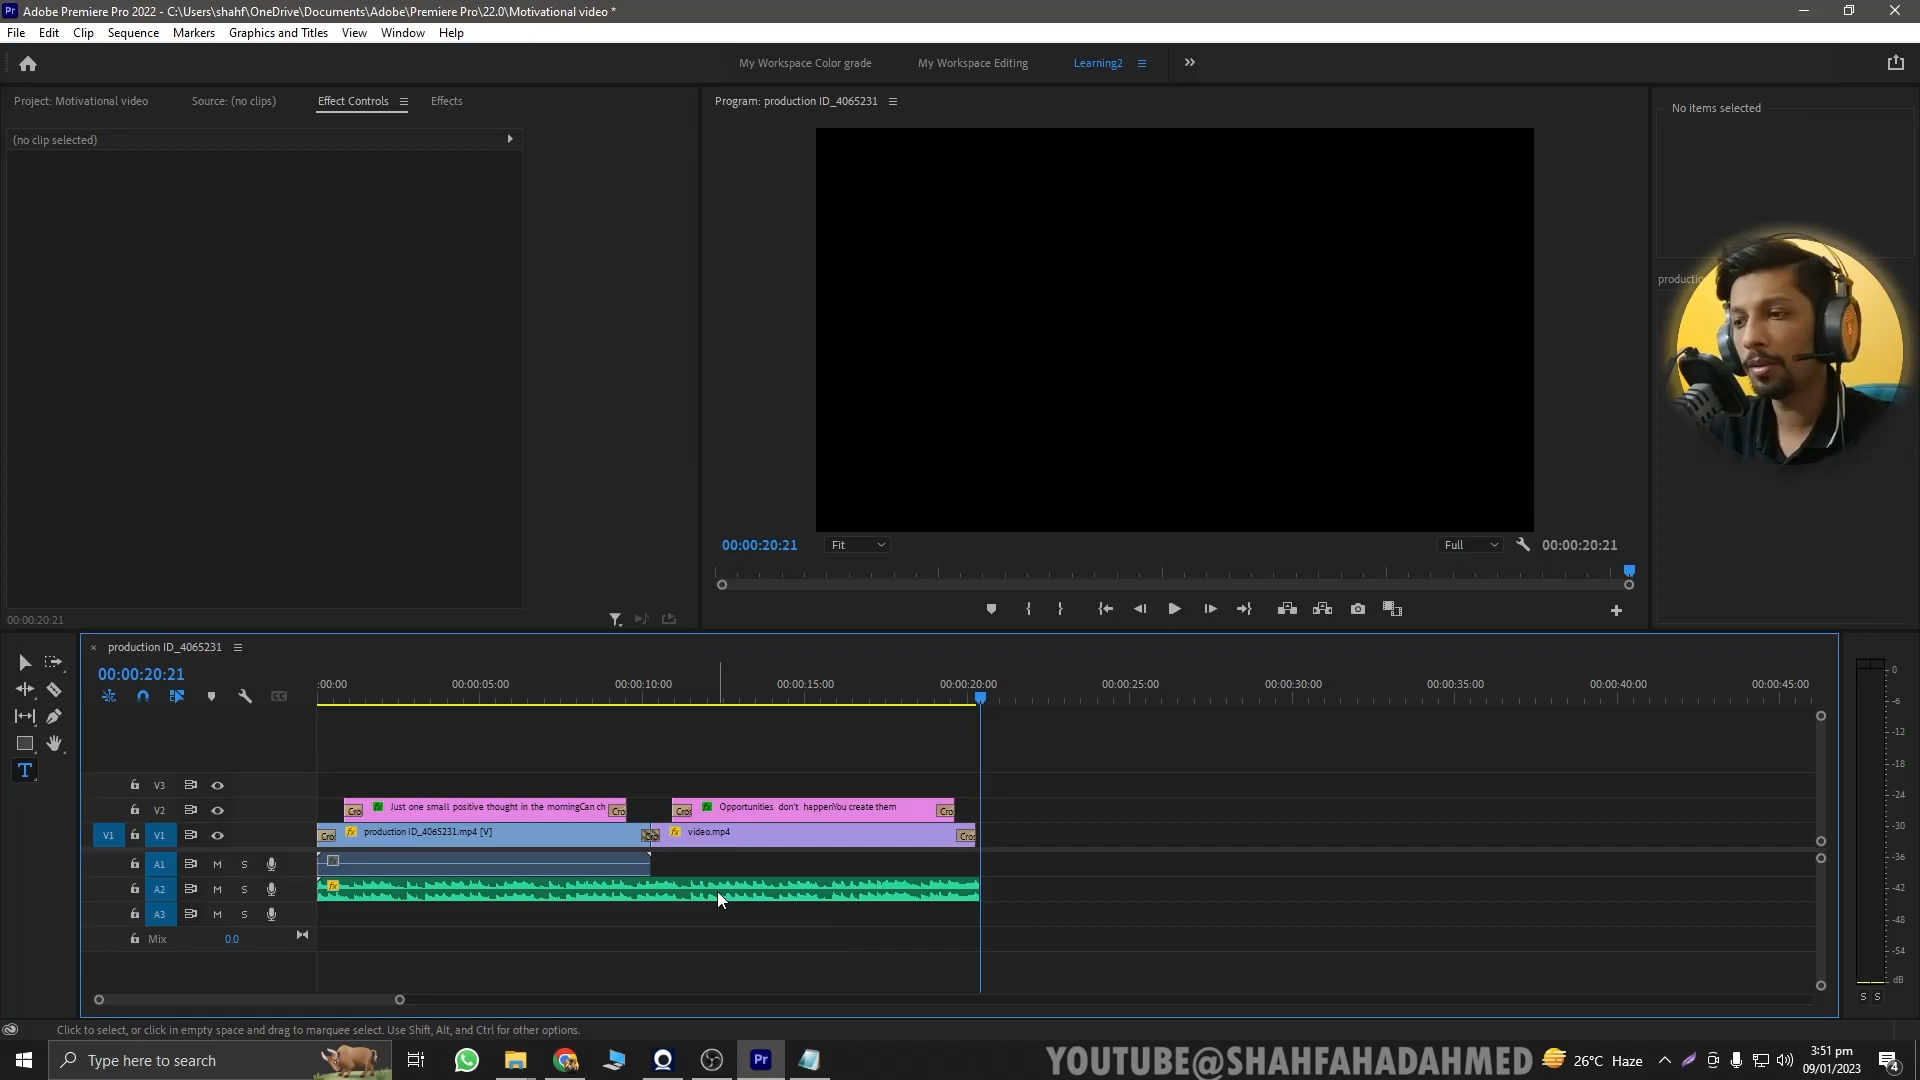 Pr Adobe Premiere Pro 2022 - C:\Users\shahf\OneDrive\Documents\Adobe\Premiere Pro\22.0\Motivational video *
File Edit Clip Sequence Markers Graphics and Titles View Window Help
My Workspace Color grade My Workspace Editing Learning2
Project: Motivational video Source: (no clips) Effect Controls Effects
Program: production ID_4065231
No items selected
(no clip selected)
productio
00:00:20:21 Fit Full 00:00:20:21
00:00:20:21
production ID_4065231
00:00:20:21
:00:00 00:00:05:00 00:00:10:00 00:00:15:00 00:00:20:00 00:00:25:00 00:00:30:00 00:00:35:00 00:00:40:00 00:00:45:00
V3
V2 Cro fx Just one small positive thought in the morningCan ch Cro Cro fx Opportunities don't happenYou create them Cro
V1 V1 Cro fx production ID_4065231.mp4 [V] Cro fx video.mp4 Cro
A1 M S
A2 M S fx
A3 M S
Mix 0.0
0
-6
-12
-18
-24
-30
-36
-42
-48
-54
dB
S S
Click to select, or click in empty space and drag to marquee select. Use Shift, Alt, and Ctrl for other options.
Type here to search
Pr
YOUTUBE@SHAHFAHADAHMED
26°C Haze
3:51 pm
09/01/2023
4